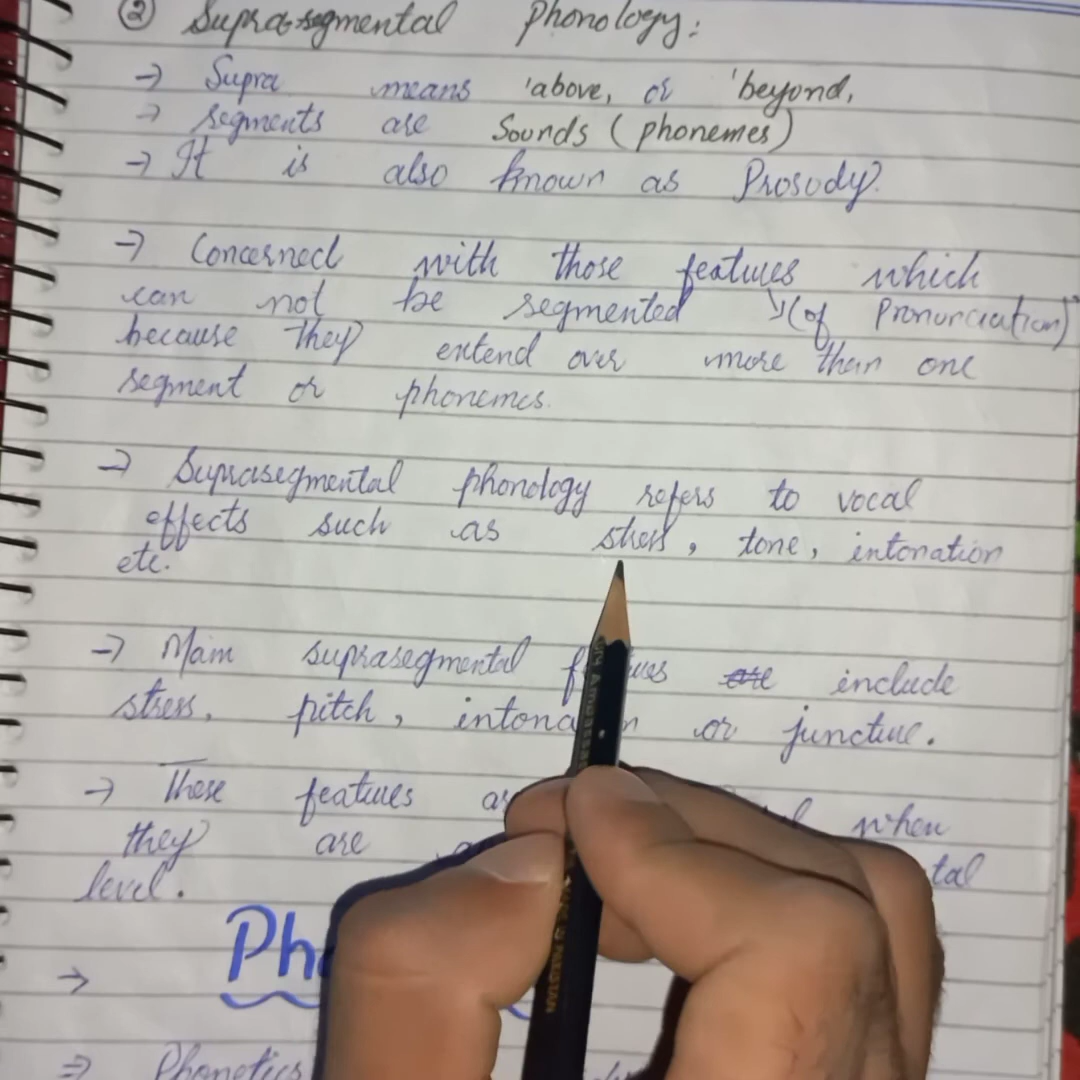 ② Suprasegmental Phonology:
→ Supra means 'above, or 'beyond,
→ segments are Sounds (phonemes)
→ It is also known as Prosody.
→ Concerned with those features which
can not be segmented (of Pronunciation)
because they extend over more than one
segment or phonemes.
→ Suprasegmental phonology refers to vocal
effects such as stress, tone, intonation
etc.
→ Main suprasegmental are include
stress, pitch, or juncture.
→ These features when
they are
level.
→
⇒ Phonetics